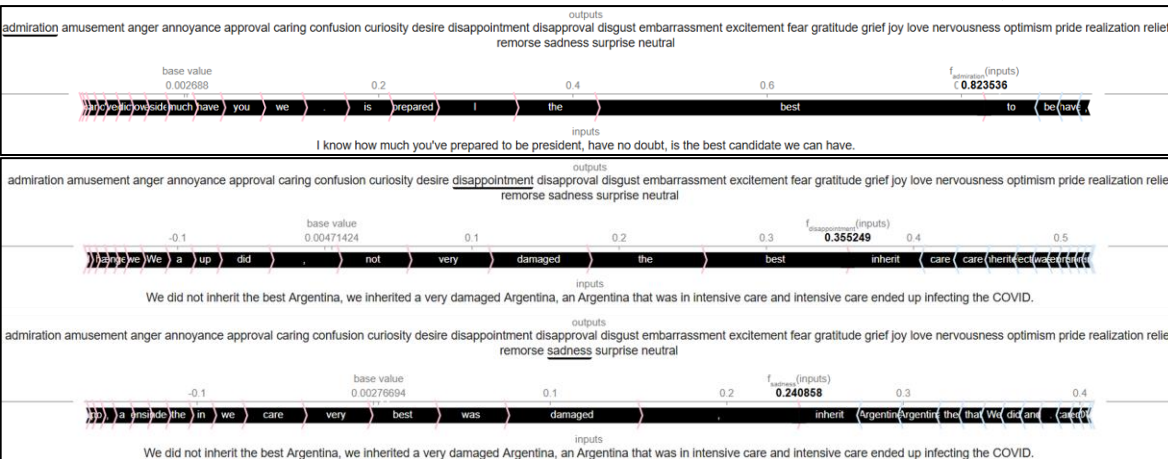 outputs
admiration amusement anger annoyance approval caring confusion curiosity desire disappointment disapproval disgust embarrassment excitement fear gratitude grief joy love nervousness optimism pride realization relief
remorse sadness surprise neutral
base value f admiration(inputs)
0.002688 0.2 0.4 0.6 0.823536
much have you we . is prepared I the best to be have ,
inputs
I know how much you've prepared to be president, have no doubt, is the best candidate we can have.
outputs
admiration amusement anger annoyance approval caring confusion curiosity desire disappointment disapproval disgust embarrassment excitement fear gratitude grief joy love nervousness optimism pride realization relie
remorse sadness surprise neutral
base value f disappointment(inputs)
-0.1 0.00471424 0.1 0.2 0.3 0.355249 0.4 0.5
we We a up did , not very damaged the best inherit care care
inputs
We did not inherit the best Argentina, we inherited a very damaged Argentina, an Argentina that was in intensive care and intensive care ended up infecting the COVID.
outputs
admiration amusement anger annoyance approval caring confusion curiosity desire disappointment disapproval disgust embarrassment excitement fear gratitude grief joy love nervousness optimism pride realization relie
remorse sadness surprise neutral
base value f sadness(inputs)
-0.1 0.00276694 0.1 0.2 0.240858 0.3 0.4
a the in we care very best was damaged , inherit Argentin Argentin the that We did and
inputs
We did not inherit the best Argentina, we inherited a very damaged Argentina, an Argentina that was in intensive care and intensive care ended up infecting the COVID.